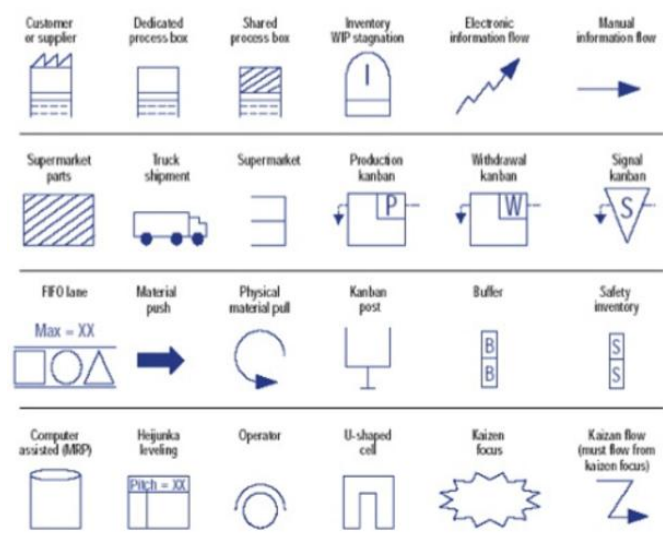 Customer or supplier
Dedicated process box
Shared process box
Inventory WIP stagnation
Electronic information flow
Manual information flow
I
Supermarket parts
Truck shipment
Supermarket
Production kanban
Withdrawal kanban
Signal kanban
P
W
S
FIFO lane
Material push
Physical material pull
Kanban post
Buffer
Safety inventory
Max = XX
B
B
S
S
Computer assisted (MRP)
Heijunka leveling
Operator
U-shaped cell
Kaizen focus
Kaizan flow (must flow from kaizon focus)
Pitch = XX